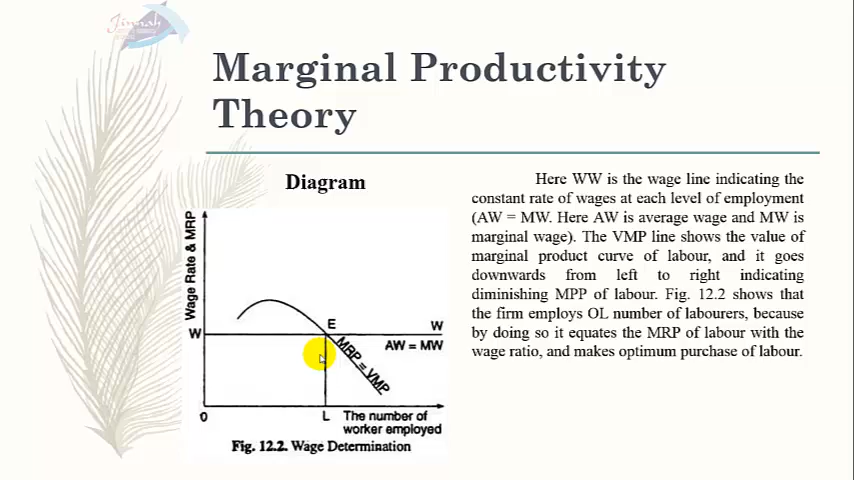 Jinnah
Marginal Productivity
Theory
Diagram
Here WW is the wage line indicating the
constant rate of wages at each level of employment
(AW = MW. Here AW is average wage and MW is
marginal wage). The VMP line shows the value of
marginal product curve of labour, and it goes
downwards from left to right indicating
diminishing MPP of labour. Fig. 12.2 shows that
the firm employs OL number of labourers, because
by doing so it equates the MRP of labour with the
wage ratio, and makes optimum purchase of labour.
Wage Rate & MRP
E
W
W
AW = MW
MRP = VMP
O
L
The number of
worker employed
Fig. 12.2. Wage Determination